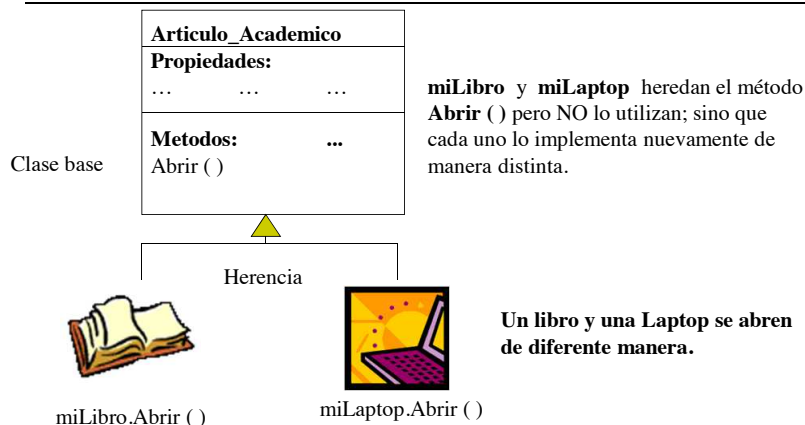 Articulo_Academico
Propiedades:
… … …
Metodos: ...
Abrir ( )
Clase base
miLibro y miLaptop heredan el método
Abrir ( ) pero NO lo utilizan; sino que
cada uno lo implementa nuevamente de
manera distinta.
Herencia
Un libro y una Laptop se abren
de diferente manera.
miLibro.Abrir ( )
miLaptop.Abrir ( )